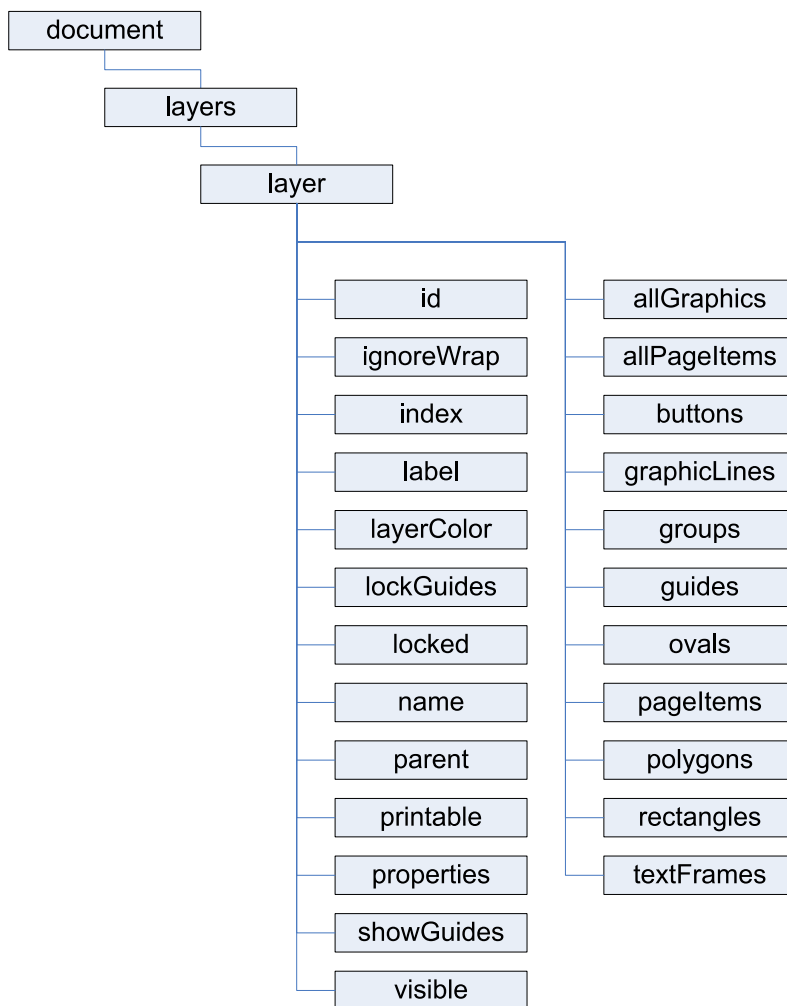 document
layers
layer
id
ignoreWrap
index
label
layerColor
lockGuides
locked
name
parent
printable
properties
showGuides
visible
allGraphics
allPageItems
buttons
graphicLines
groups
guides
ovals
pageItems
polygons
rectangles
textFrames